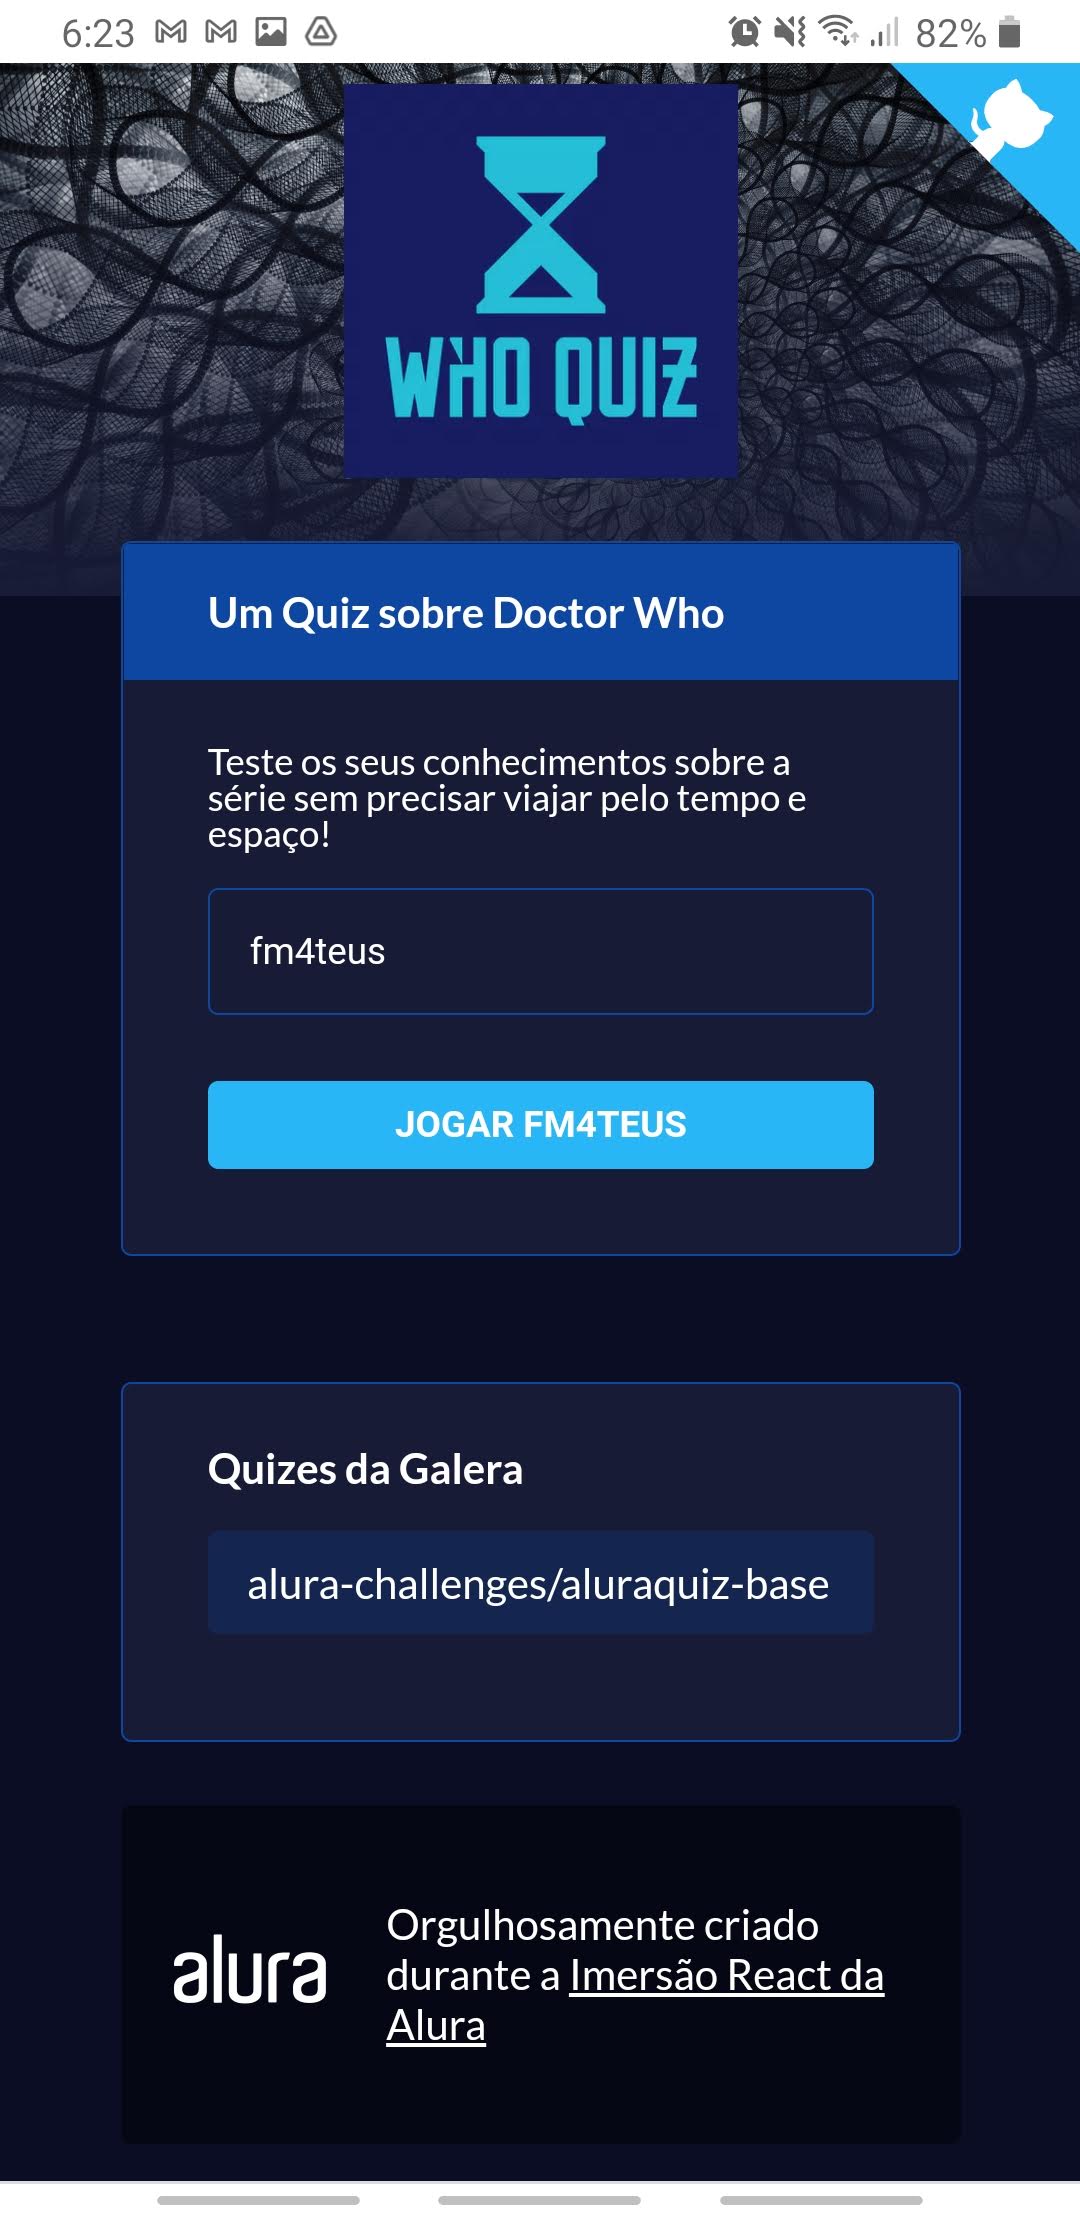 6:23
82%
WHO QUIZ
Um Quiz sobre Doctor Who
Teste os seus conhecimentos sobre a
série sem precisar viajar pelo tempo e
espaço!
fm4teus
JOGAR FM4TEUS
Quizes da Galera
alura-challenges/aluraquiz-base
alura
Orgulhosamente criado
durante a Imersão React da
Alura